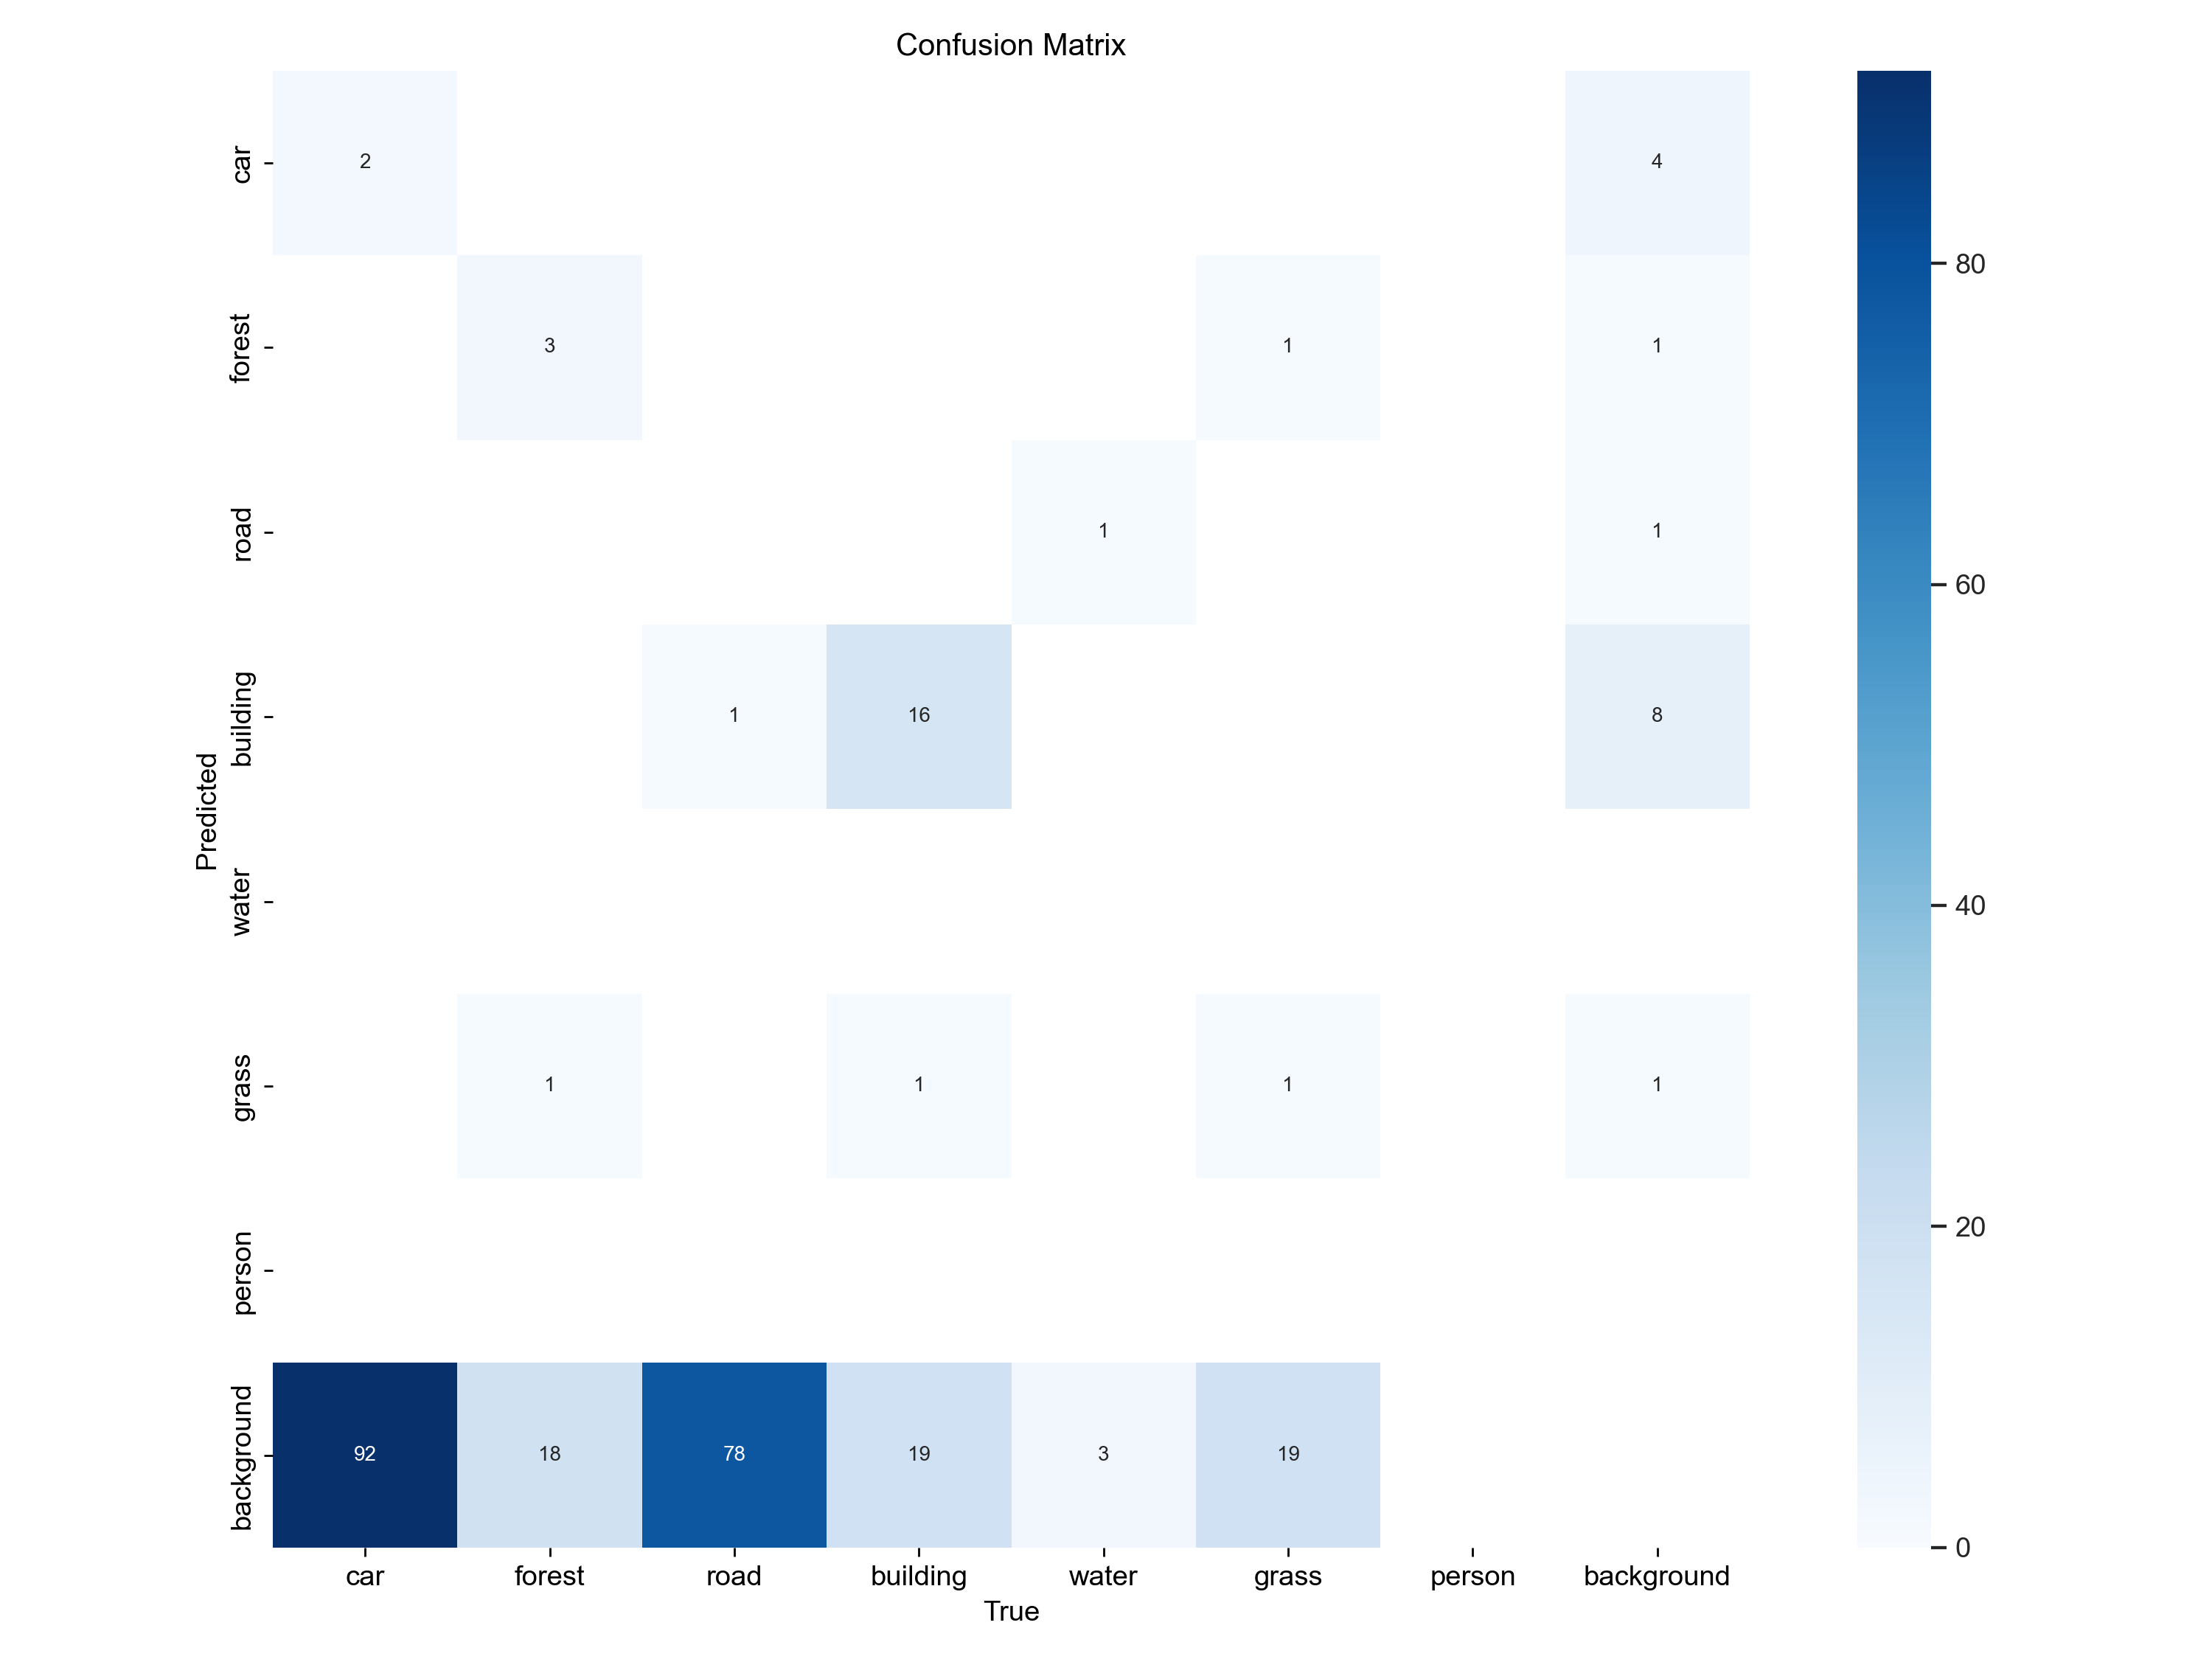 Confusion Matrix
car
2
4
80
forest
3
1
1
road
1
1
60
building
1
16
8
Predicted
water
40
grass
1
1
1
1
person
20
background
92
18
78
19
3
19
0
car
forest
road
building
water
grass
person
background
True